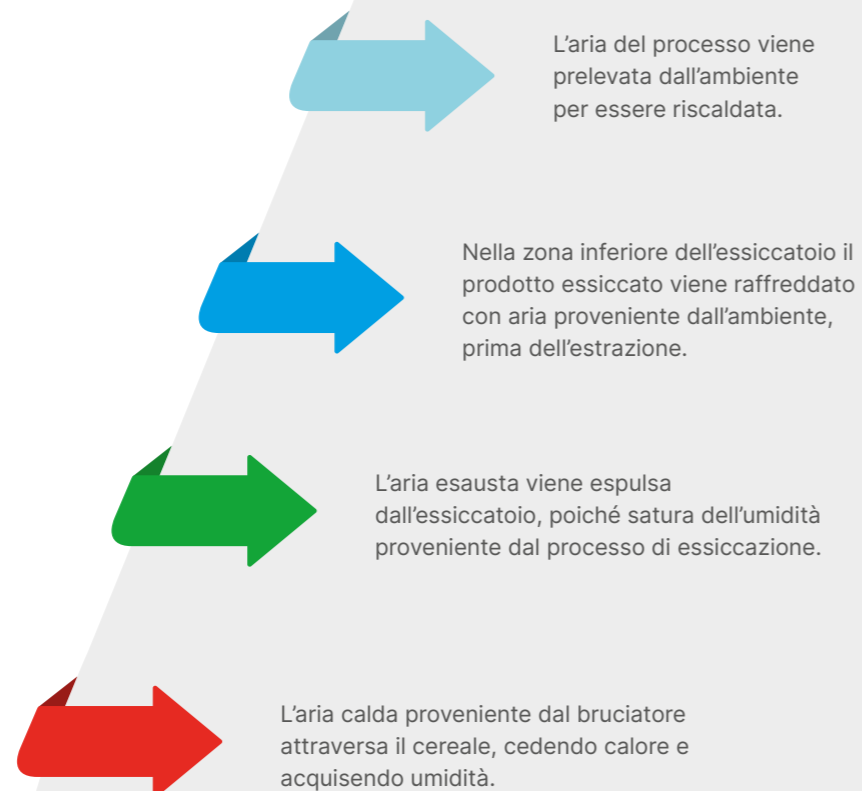 L’aria del processo viene
prelevata dall’ambiente
per essere riscaldata.
Nella zona inferiore dell’essiccatoio il
prodotto essiccato viene raffreddato
con aria proveniente dall’ambiente,
prima dell’estrazione.
L’aria esausta viene espulsa
dall’essiccatoio, poiché satura dell’umidità
proveniente dal processo di essiccazione.
L’aria calda proveniente dal bruciatore
attraversa il cereale, cedendo calore e
acquisendo umidità.